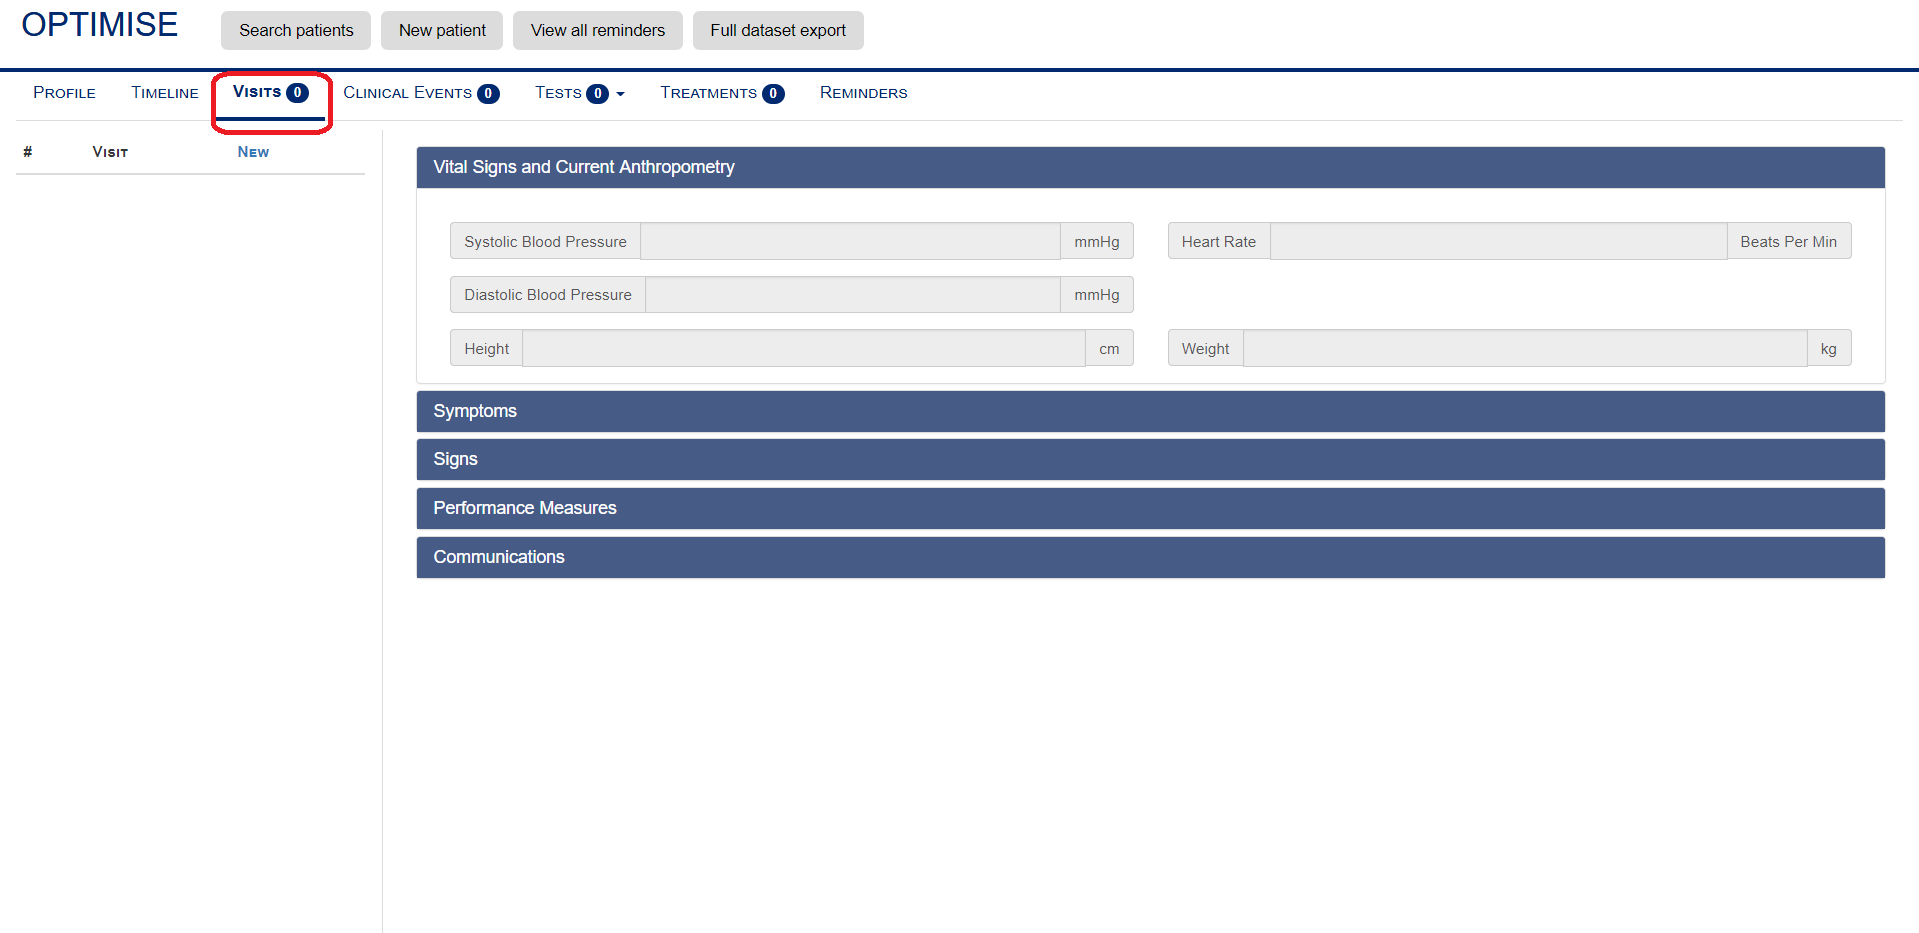 OPTIMISE
Search patients New patient View all reminders Full dataset export
PROFILE TIMELINE VISITS 0 CLINICAL EVENTS 0 TESTS 0 TREATMENTS 0 REMINDERS
# VISIT NEW
Vital Signs and Current Anthropometry
Systolic Blood Pressure mmHg Heart Rate Beats Per Min
Diastolic Blood Pressure mmHg
Height cm Weight kg
Symptoms
Signs
Performance Measures
Communications